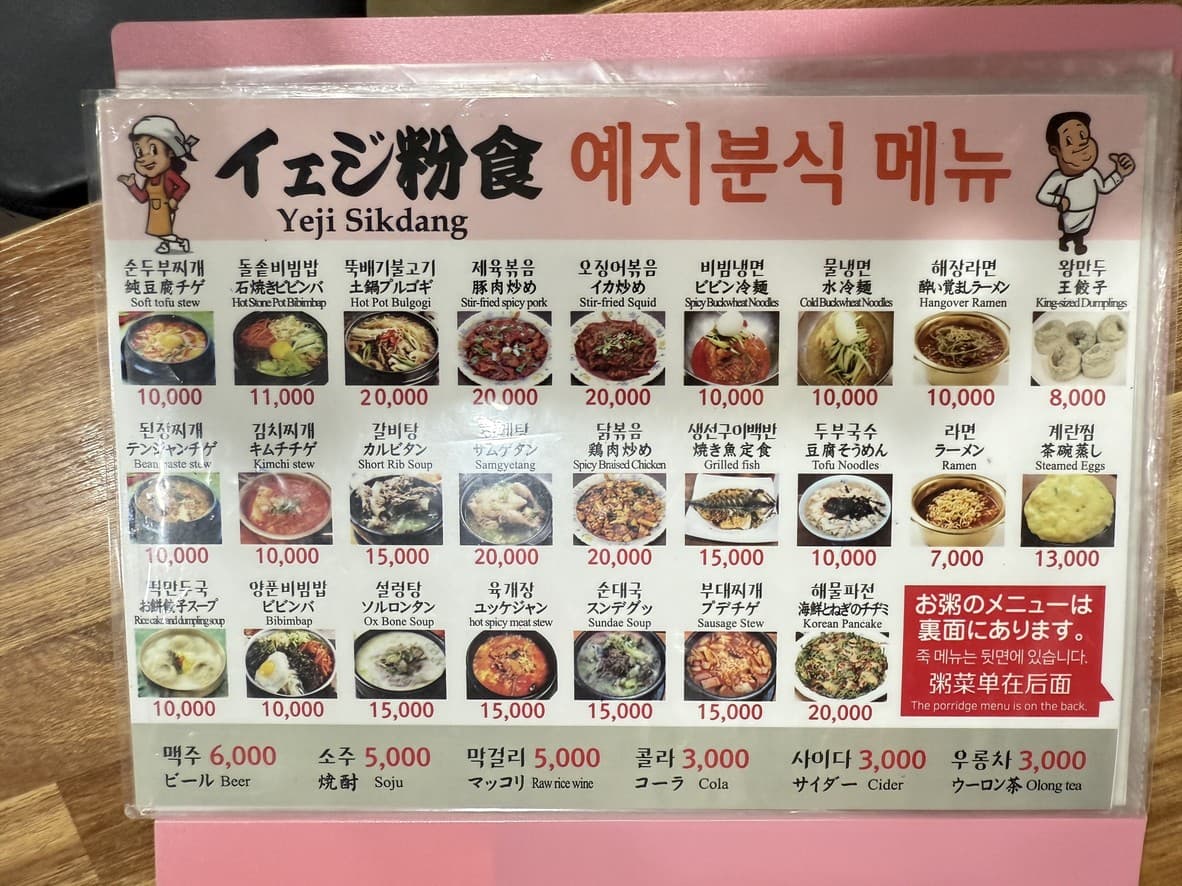 イェジ粉食 예지분식 메뉴
Yeji Sikdang
순두부찌개
純豆腐チゲ
Soft tofu stew
10,000
돌솥비빔밥
石焼きビビンバ
Hot Stone Pot Bibimbap
11,000
뚝배기불고기
土鍋プルゴギ
Hot Pot Bulgogi
20,000
제육볶음
豚肉炒め
Stir-fried spicy pork
20,000
오징어볶음
イカ炒め
Stir-fried Squid
20,000
비빔냉면
ビビン冷麺
Spicy Buckwheat Noodles
10,000
물냉면
水冷麺
Cold Buckwheat Noodles
10,000
해장라면
酔い覚ましラーメン
Hangover Ramen
10,000
왕만두
王餃子
King-sized Dumplings
8,000
된장찌개
テンジャンチゲ
Bean paste stew
10,000
김치찌개
キムチチゲ
Kimchi stew
10,000
갈비탕
カルビタン
Short Rib Soup
15,000
サムゲタン
Samgyetang
20,000
닭볶음
鶏肉炒め
Spicy Braised Chicken
20,000
생선구이백반
焼き魚定食
Grilled fish
15,000
두부국수
豆腐そうめん
Tofu Noodles
10,000
라면
ラーメン
Ramen
7,000
계란찜
茶碗蒸し
Steamed Eggs
13,000
떡만두국
お餅餃子スープ
Rice cake and dumpling soup
10,000
양푼비빔밥
ビビンバ
Bibimbap
10,000
설렁탕
ソルロンタン
Ox Bone Soup
15,000
육개장
ユッケジャン
hot spicy meat stew
15,000
순대국
スンデグッ
Sundae Soup
15,000
부대찌개
プデチゲ
Sausage Stew
15,000
해물파전
海鮮とねぎのチヂミ
Korean Pancake
20,000
お粥のメニューは
裏面にあります。
죽 메뉴는 뒷면에 있습니다.
粥菜单在后面
The porridge menu is on the back.
맥주 6,000
ビール Beer
소주 5,000
焼酎 Soju
막걸리 5,000
マッコリ Raw rice wine
콜라 3,000
コーラ Cola
사이다 3,000
サイダー Cider
우롱차 3,000
ウーロン茶 Olong tea